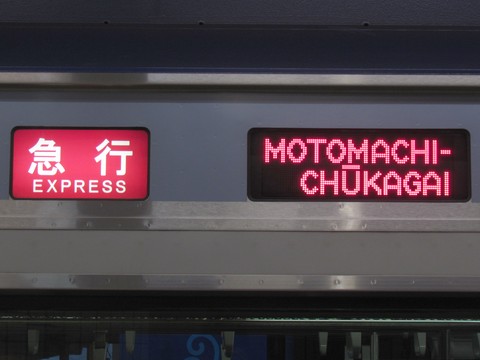 急行
EXPRESS
MOTOMACHI-
CHŪKAGAI